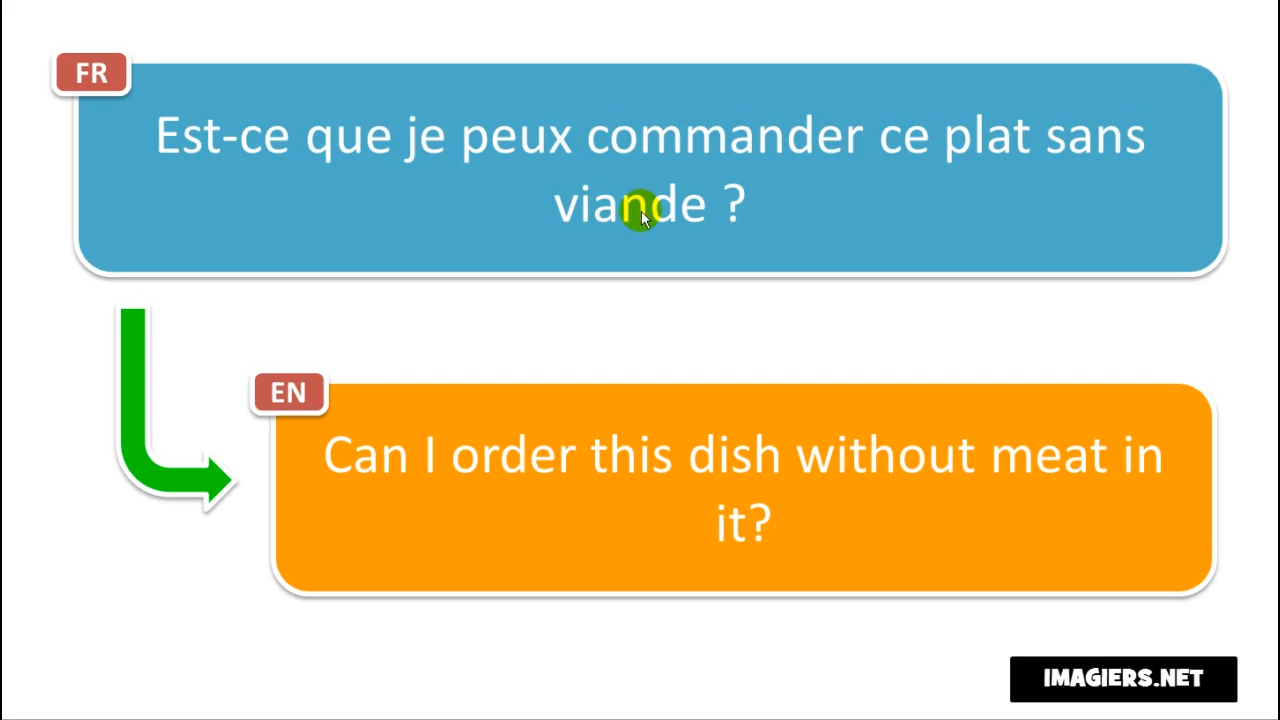 FR
Est-ce que je peux commander ce plat sans
viande ?
EN
Can I order this dish without meat in
it?
IMAGIERS.NET